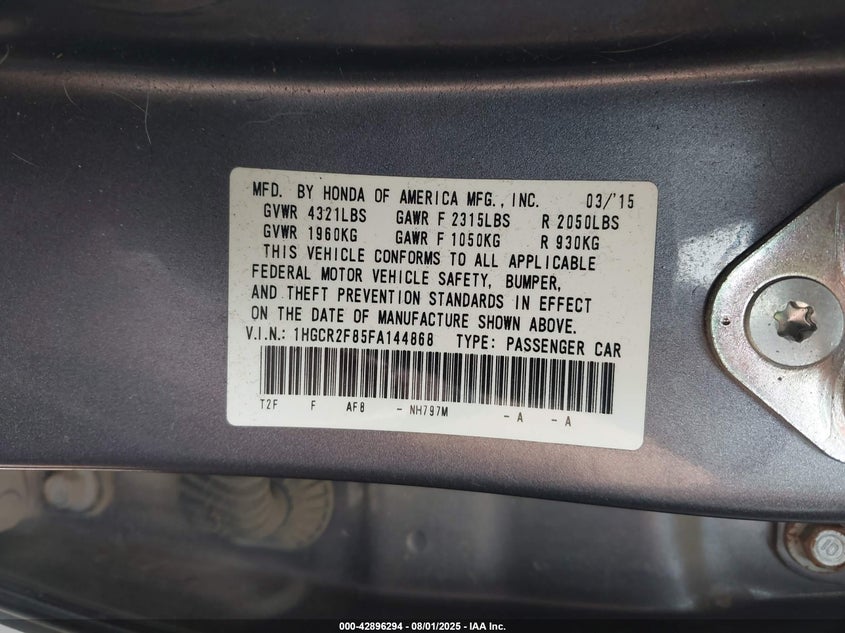 MFD. BY HONDA OF AMERICA MFG., INC. 03/'15
GVWR 4321LBS GAWR F 2315LBS R 2050LBS
GVWR 1960KG GAWR F 1050KG R 930KG
THIS VEHICLE CONFORMS TO ALL APPLICABLE
FEDERAL MOTOR VEHICLE SAFETY, BUMPER,
AND THEFT PREVENTION STANDARDS IN EFFECT
ON THE DATE OF MANUFACTURE SHOWN ABOVE.
V.I.N.: 1HGCR2F85FA144868 TYPE: PASSENGER CAR
T2F F AF8 - NH797M - A - A
10
000-42896294 - 08/01/2025 - IAA Inc.